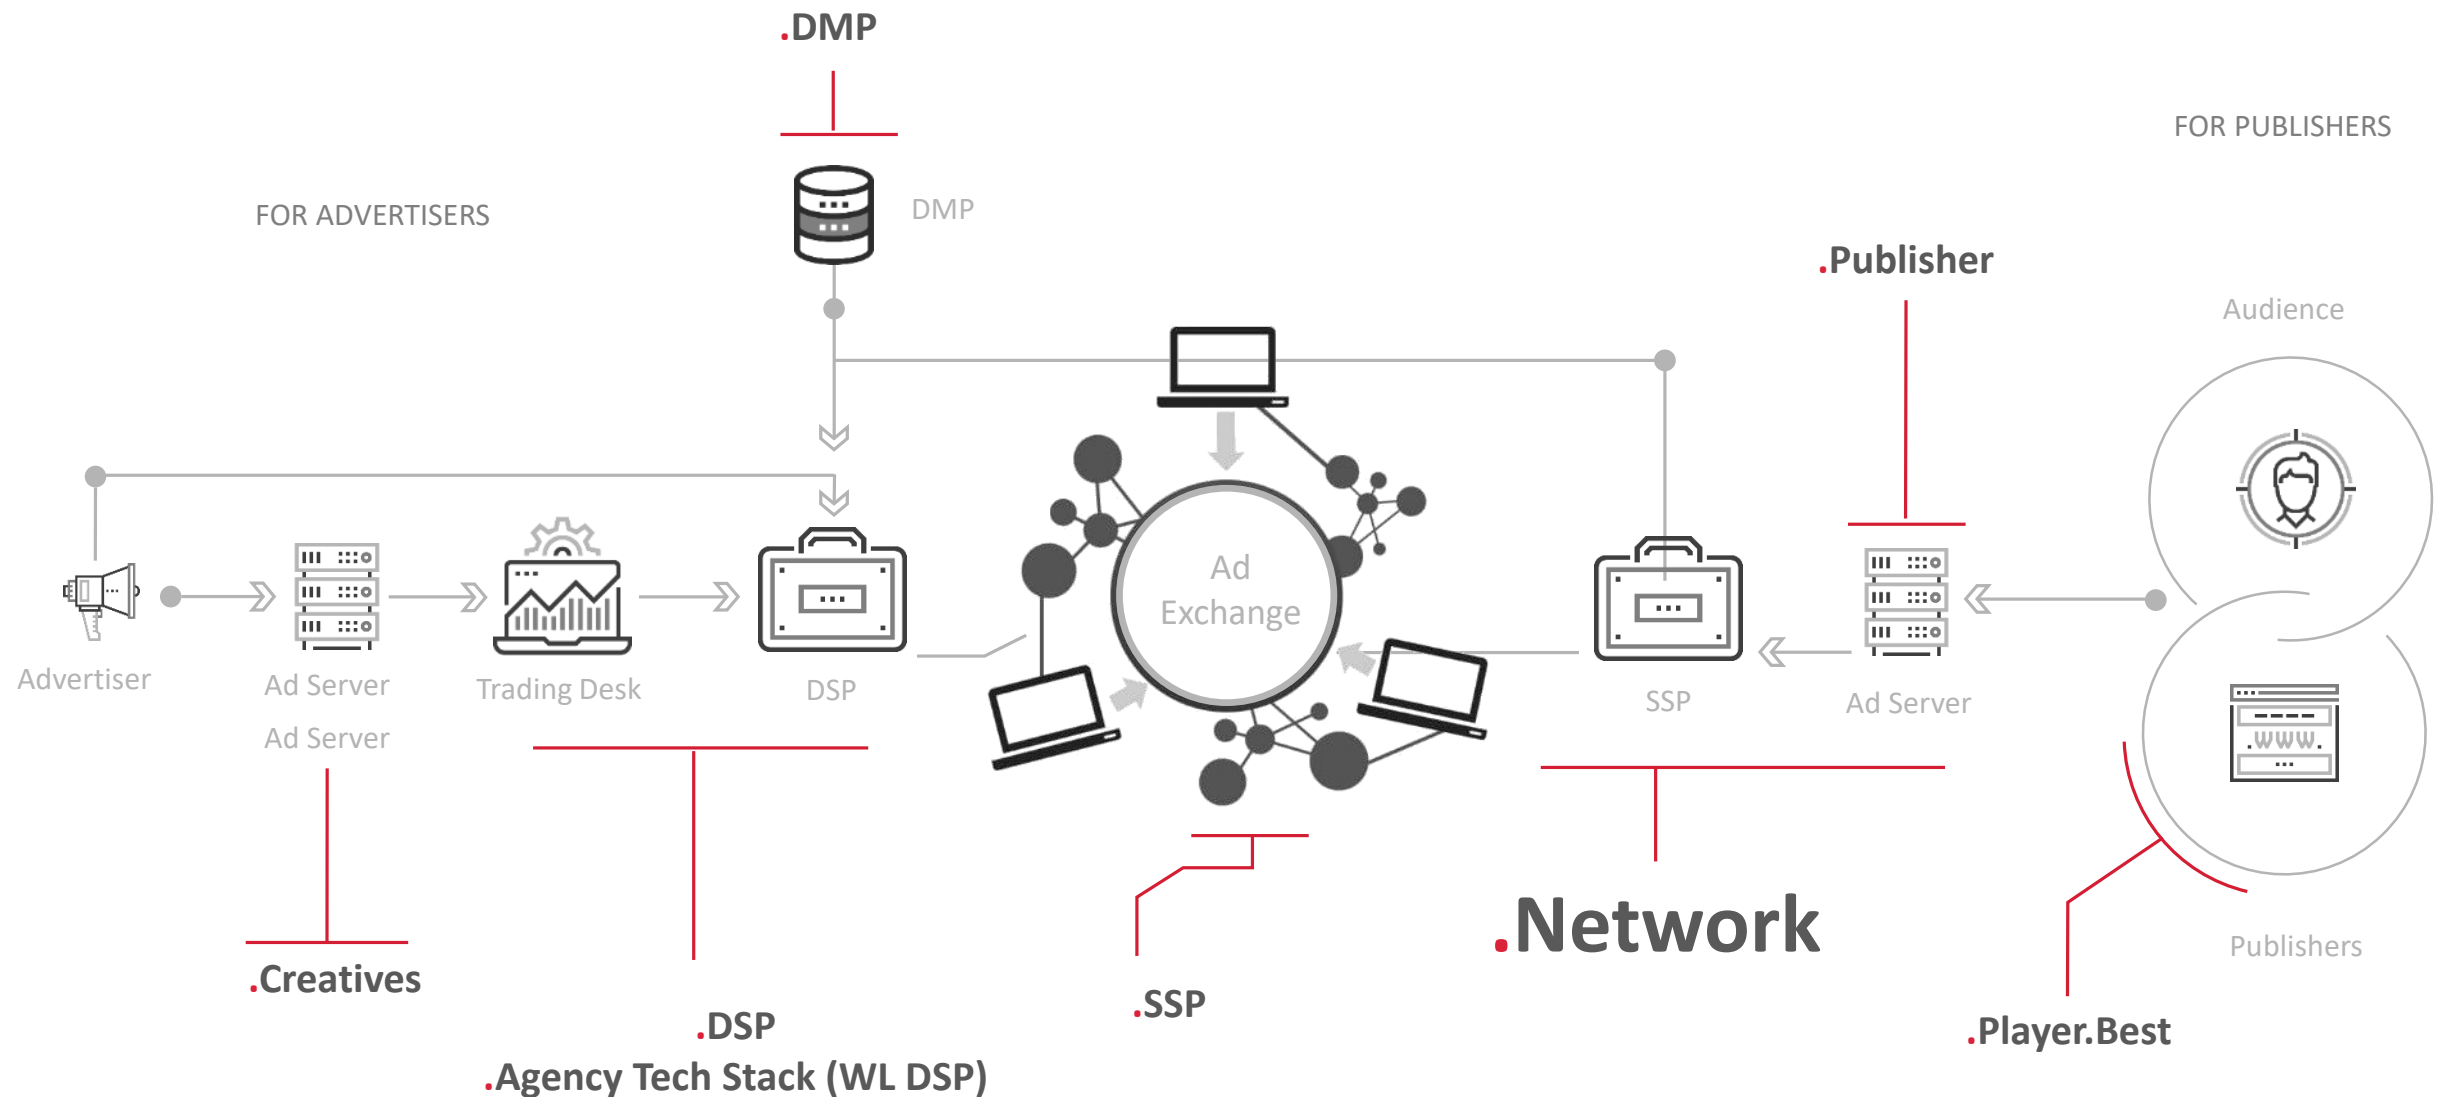 .DMP
FOR PUBLISHERS
FOR ADVERTISERS
DMP
.Publisher
Audience
Ad
Exchange
Advertiser
Ad Server
Ad Server
Trading Desk
DSP
SSP
Ad Server
.WWW.
.Network
Publishers
.Creatives
.SSP
.DSP
.Player.Best
.Agency Tech Stack (WL DSP)